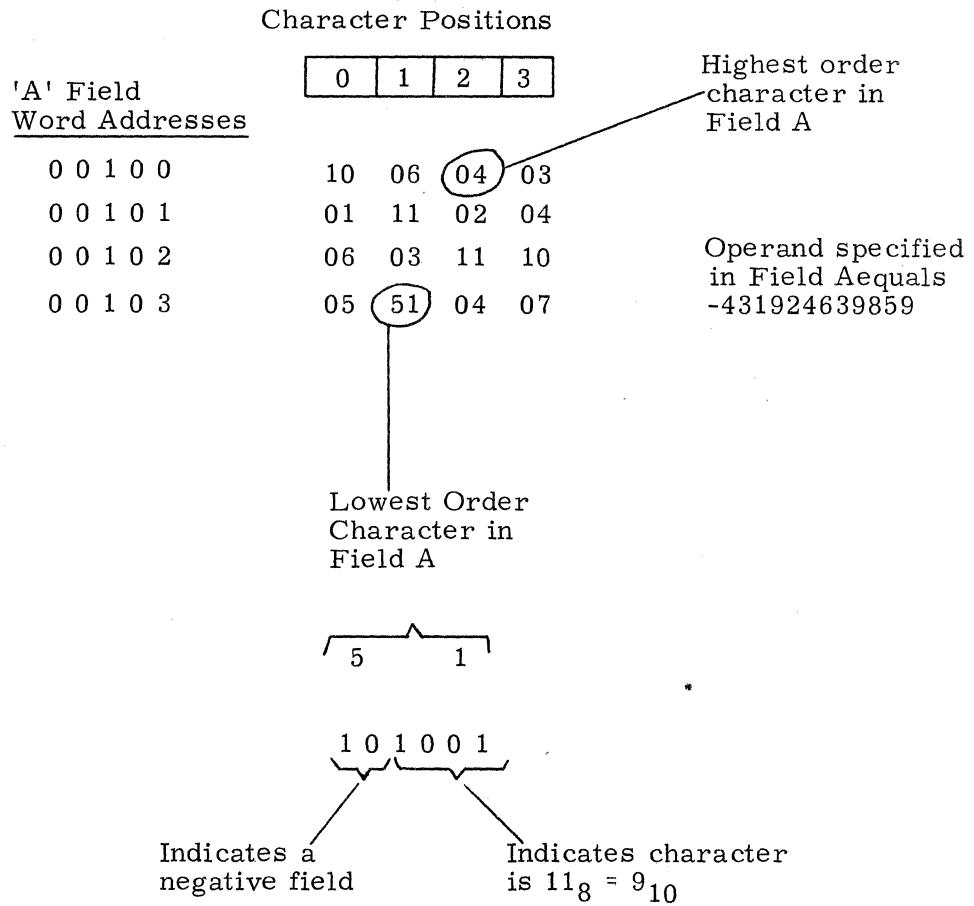 Character Positions
0 1 2 3
'A' Field
Word Addresses
Highest order
character in
Field A
0 0 1 0 0 10 06 04 03
0 0 1 0 1 01 11 02 04
0 0 1 0 2 06 03 11 10
0 0 1 0 3 05 51 04 07
Operand specified
in Field Aequals
-431924639859
Lowest Order
Character in
Field A
5 1
1 0 1 0 0 1
Indicates a
negative field
Indicates character
is 11₈ = 9₁₀